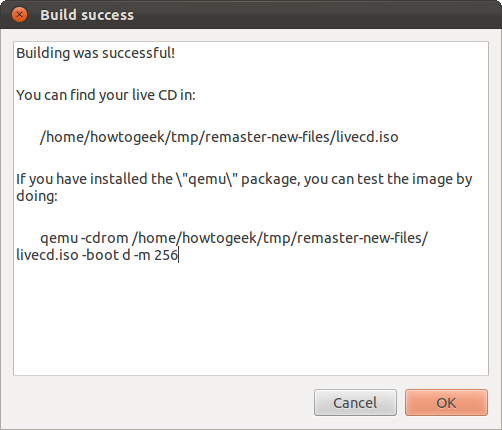 Build success
Building was successful!
You can find your live CD in:
/home/howtogeek/tmp/remaster-new-files/livecd.iso
If you have installed the \"qemu\" package, you can test the image by
doing:
qemu -cdrom /home/howtogeek/tmp/remaster-new-files/
livecd.iso -boot d -m 256
Cancel
OK